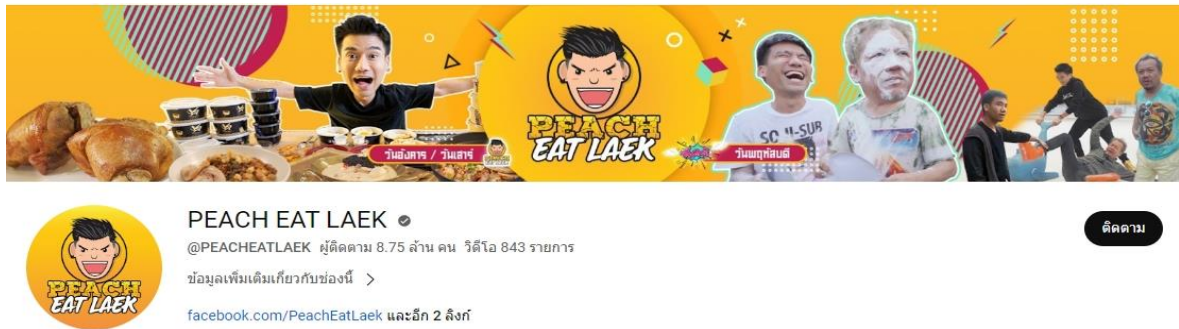 PEACH
EAT LAEK
วันอังคาร / วันเสาร์
วันพฤหัสบดี
PEACH EAT LAEK
@PEACHEATLAEK ผู้ติดตาม 8.75 ล้าน คน วิดีโอ 843 รายการ
ข้อมูลเพิ่มเติมเกี่ยวกับช่องนี้ >
facebook.com/PeachEatLaek และอีก 2 ลิงก์
ติดตาม
PEACH
EAT LAEK